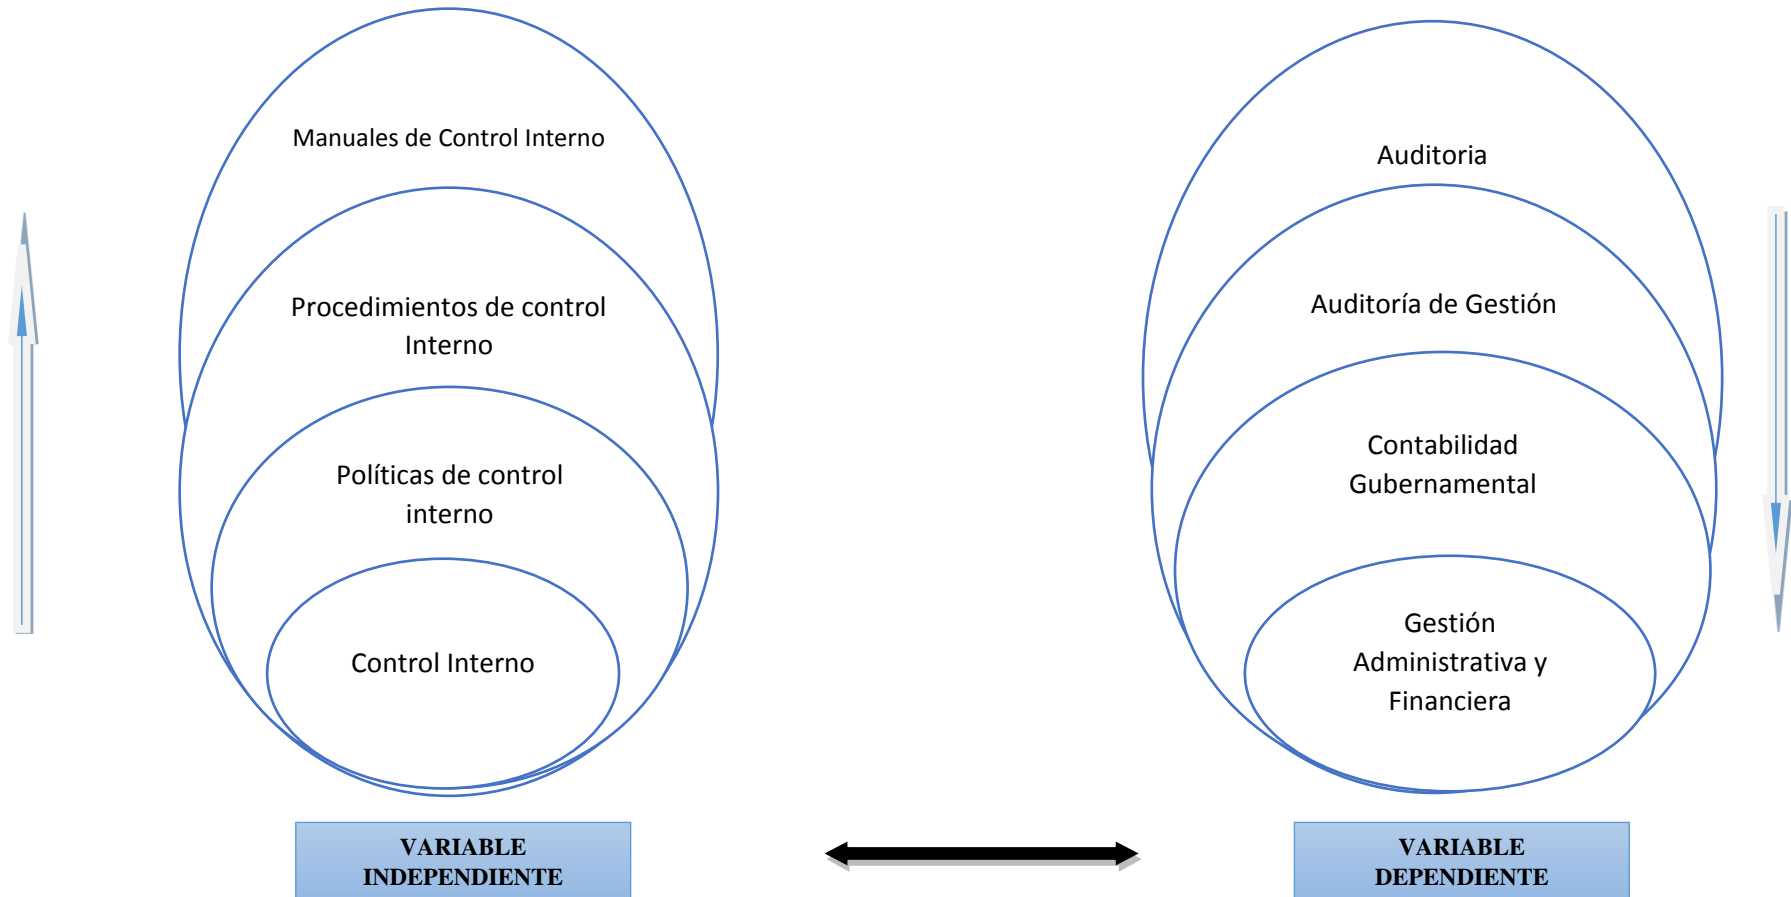 Manuales de Control Interno
Procedimientos de control
Interno
Políticas de control
interno
Control Interno
VARIABLE
INDEPENDIENTE
Auditoria
Auditoría de Gestión
Contabilidad
Gubernamental
Gestión
Administrativa y
Financiera
VARIABLE
DEPENDIENTE